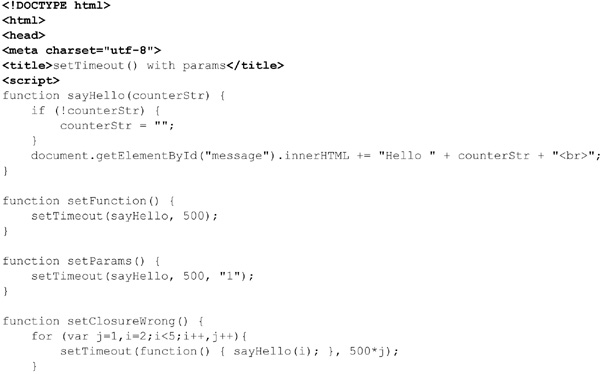 <!DOCTYPE html>
<html>
<head>
<meta charset="utf-8">
<title>setTimeout() with params</title>
<script>
function sayHello(counterStr) {
    if (!counterStr) {
        counterStr = "";
    }
    document.getElementById("message").innerHTML += "Hello " + counterStr + "<br>";
}

function setFunction() {
    setTimeout(sayHello, 500);
}

function setParams() {
    setTimeout(sayHello, 500, "1");
}

function setClosureWrong() {
    for (var j=1,i=2;i<5;i++,j++){
        setTimeout(function() { sayHello(i); }, 500*j);
    }